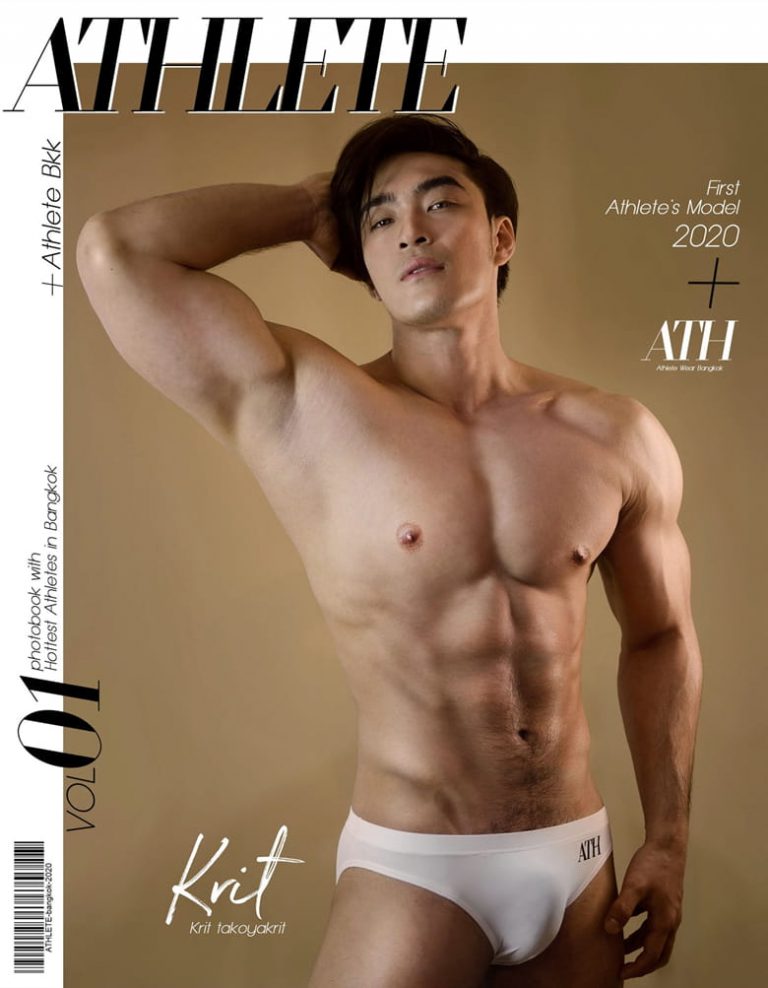 ATHLETE
+ Athlete Bkk
First
Athlete's Model
2020
+
ATH
Athlete Wear Bangkok
photobook with
Hottest Athletes in Bangkok
VOL 01
ATH
Krit
Krit takoyakrit
ATHLETE-bangkok-2020